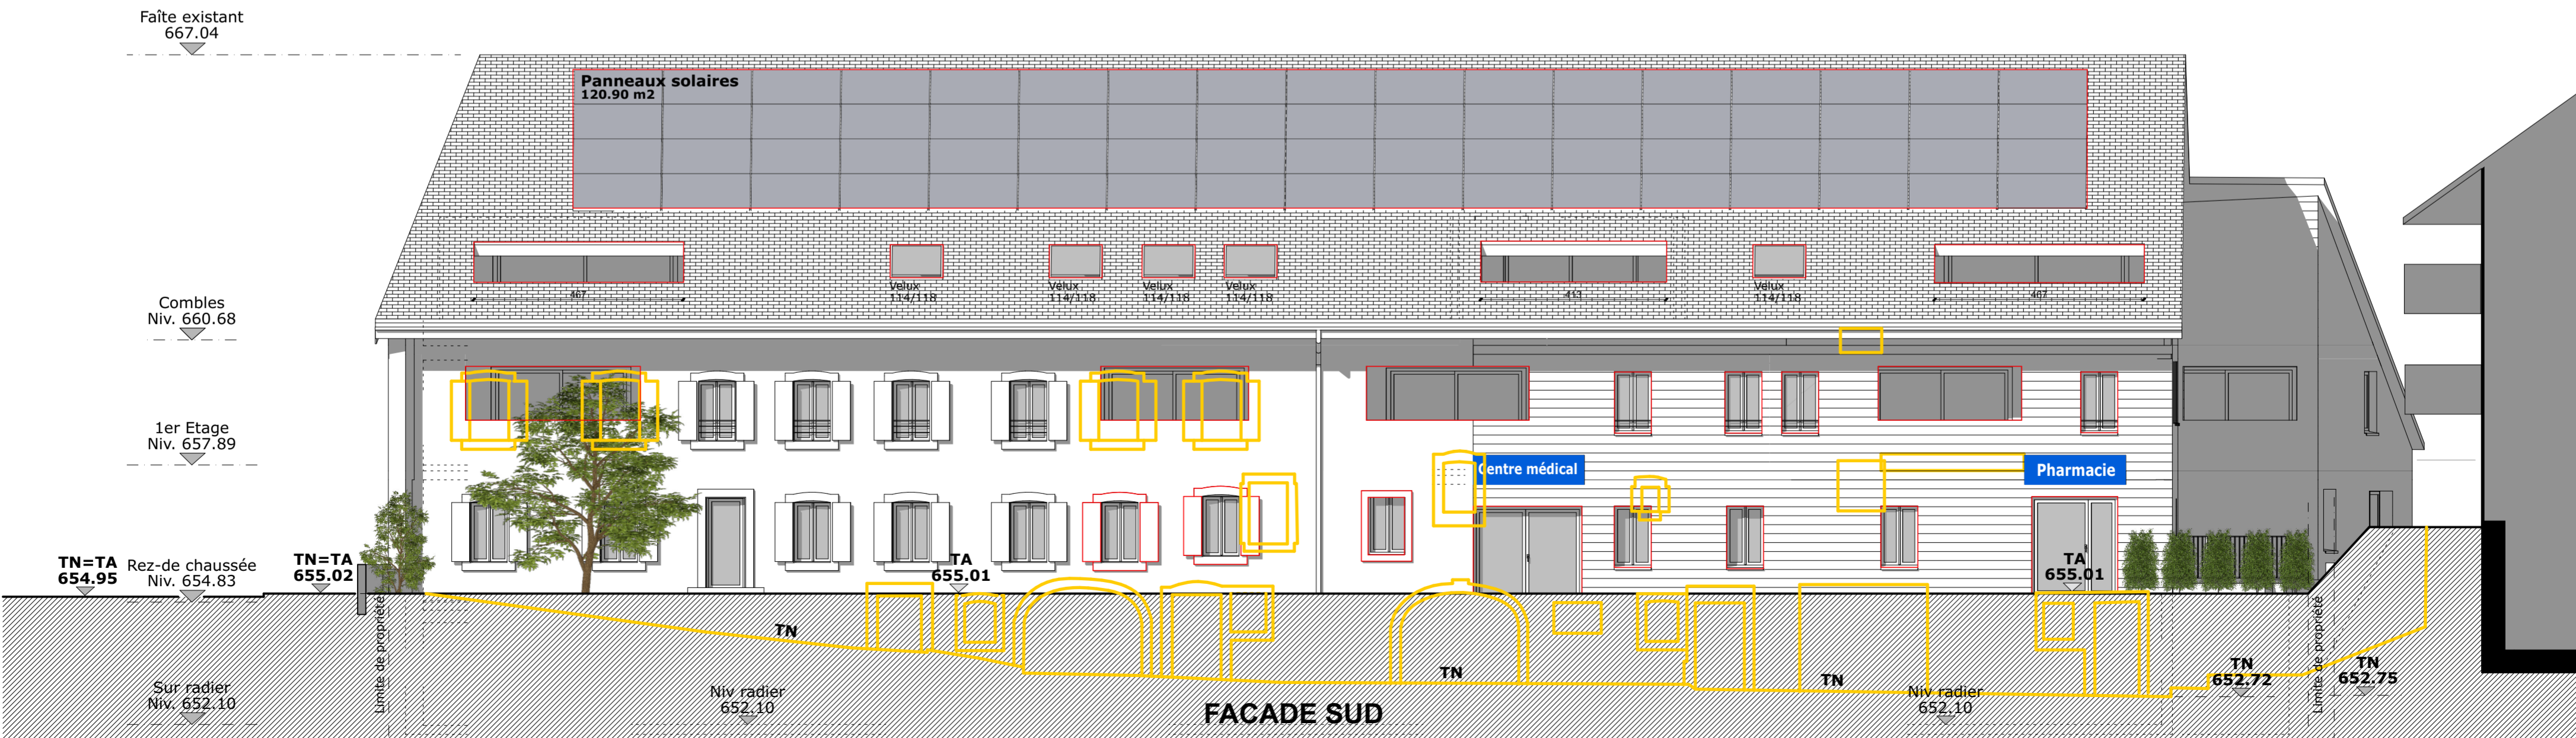 Faîte existant
667.04
Panneaux solaires
120.90 m2
467
Velux
114/118
Velux
114/118
Velux
114/118
Velux
114/118
413
Velux
114/118
467
Combles
Niv. 660.68
1er Etage
Niv. 657.89
Centre médical
Pharmacie
TN=TA
654.95
Rez-de chaussée
Niv. 654.83
TN=TA
655.02
TA
655.01
TA
655.01
Limite de propriété
TN
TN
TN
TN
652.72
Limite de propriété
TN
652.75
Sur radier
Niv. 652.10
Niv radier
652.10
FACADE SUD
Niv radier
652.10